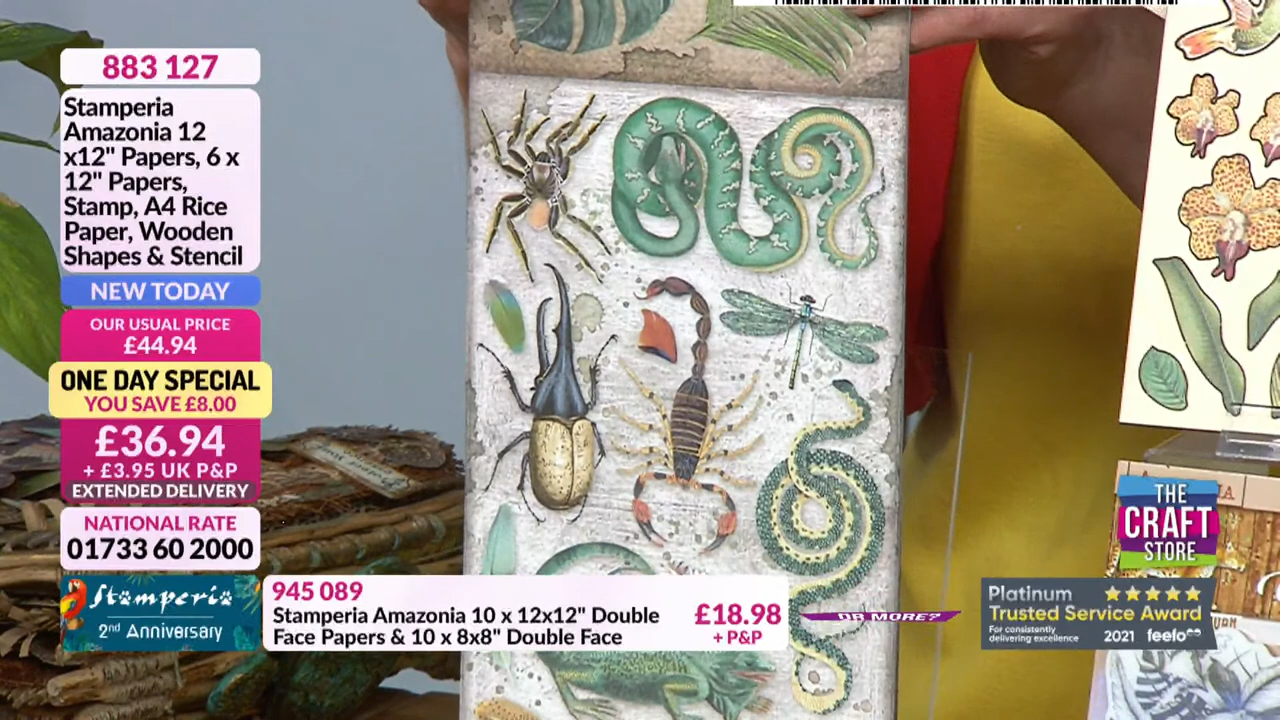 883 127
Stamperia
Amazonia 12
x12" Papers, 6 x
12" Papers,
Stamp, A4 Rice
Paper, Wooden
Shapes & Stencil
NEW TODAY
OUR USUAL PRICE
£44.94
ONE DAY SPECIAL
YOU SAVE £8.00
£36.94
+ £3.95 UK P&P
EXTENDED DELIVERY
NATIONAL RATE
01733 60 2000
Stamperia
2nd Anniversary
945 089
Stamperia Amazonia 10 x 12x12" Double
Face Papers & 10 x 8x8" Double Face
£18.98
+ P&P
OR MORE?
THE
CRAFT
STORE
Platinum
Trusted Service Award
For consistently
delivering excellence
2021 feefo